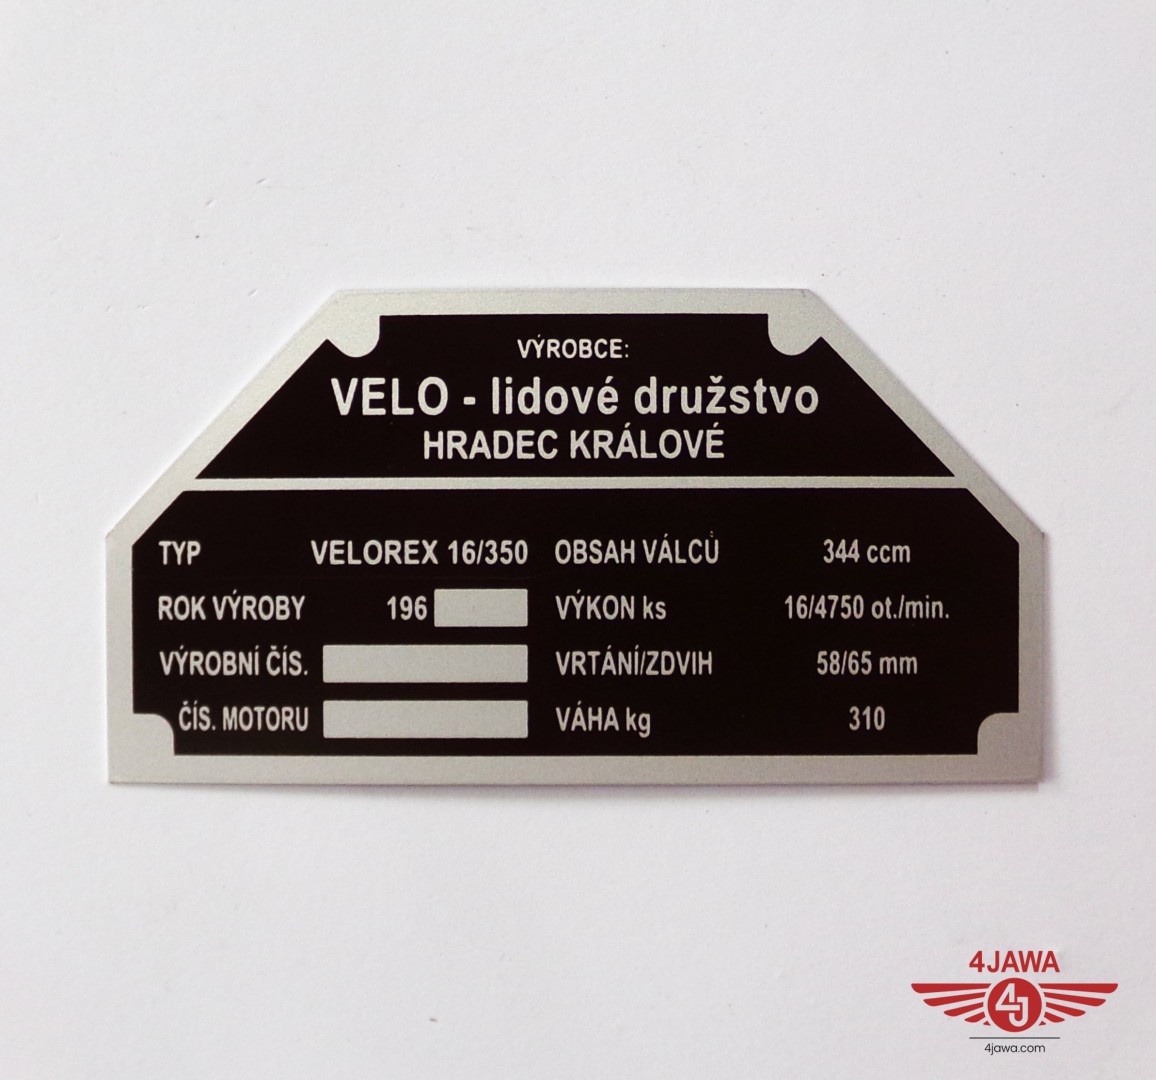 VÝROBCE:
VELO - lidové družstvo
HRADEC KRÁLOVÉ
TYP VELOREX 16/350 OBSAH VÁLCŮ 344 ccm
ROK VÝROBY 196 VÝKON ks 16/4750 ot./min.
VÝROBNÍ ČÍS. VRTÁNÍ/ZDVIH 58/65 mm
ČÍS. MOTORU VÁHA kg 310
4JAWA
4J
4jawa.com